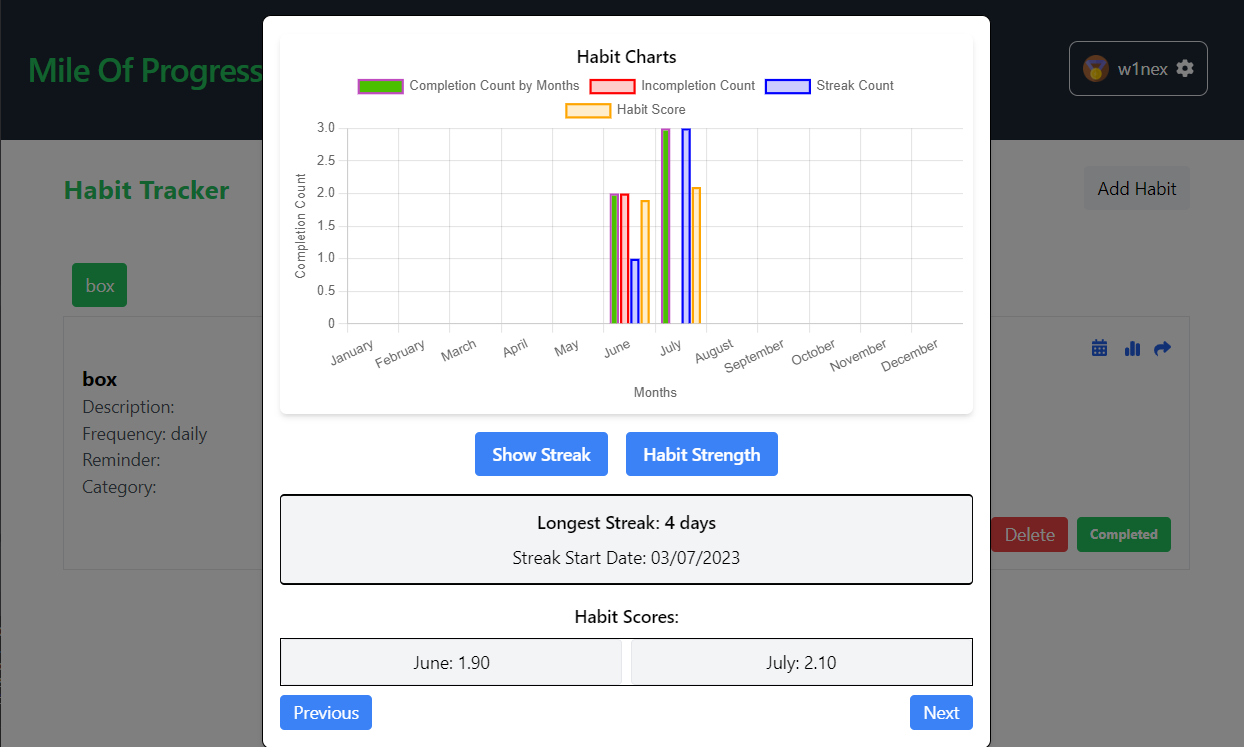 Mile Of Progress
w1nex
Habit Tracker
Add Habit
box
box
Description:
Frequency: daily
Reminder:
Category:
Delete
Completed
Habit Charts
Completion Count by Months
Incompletion Count
Streak Count
Habit Score
Completion Count
3.0
2.5
2.0
1.5
1.0
0.5
0
January
February
March
April
May
June
July
August
September
October
November
December
Months
Show Streak
Habit Strength
Longest Streak: 4 days
Streak Start Date: 03/07/2023
Habit Scores:
June: 1.90
July: 2.10
Previous
Next